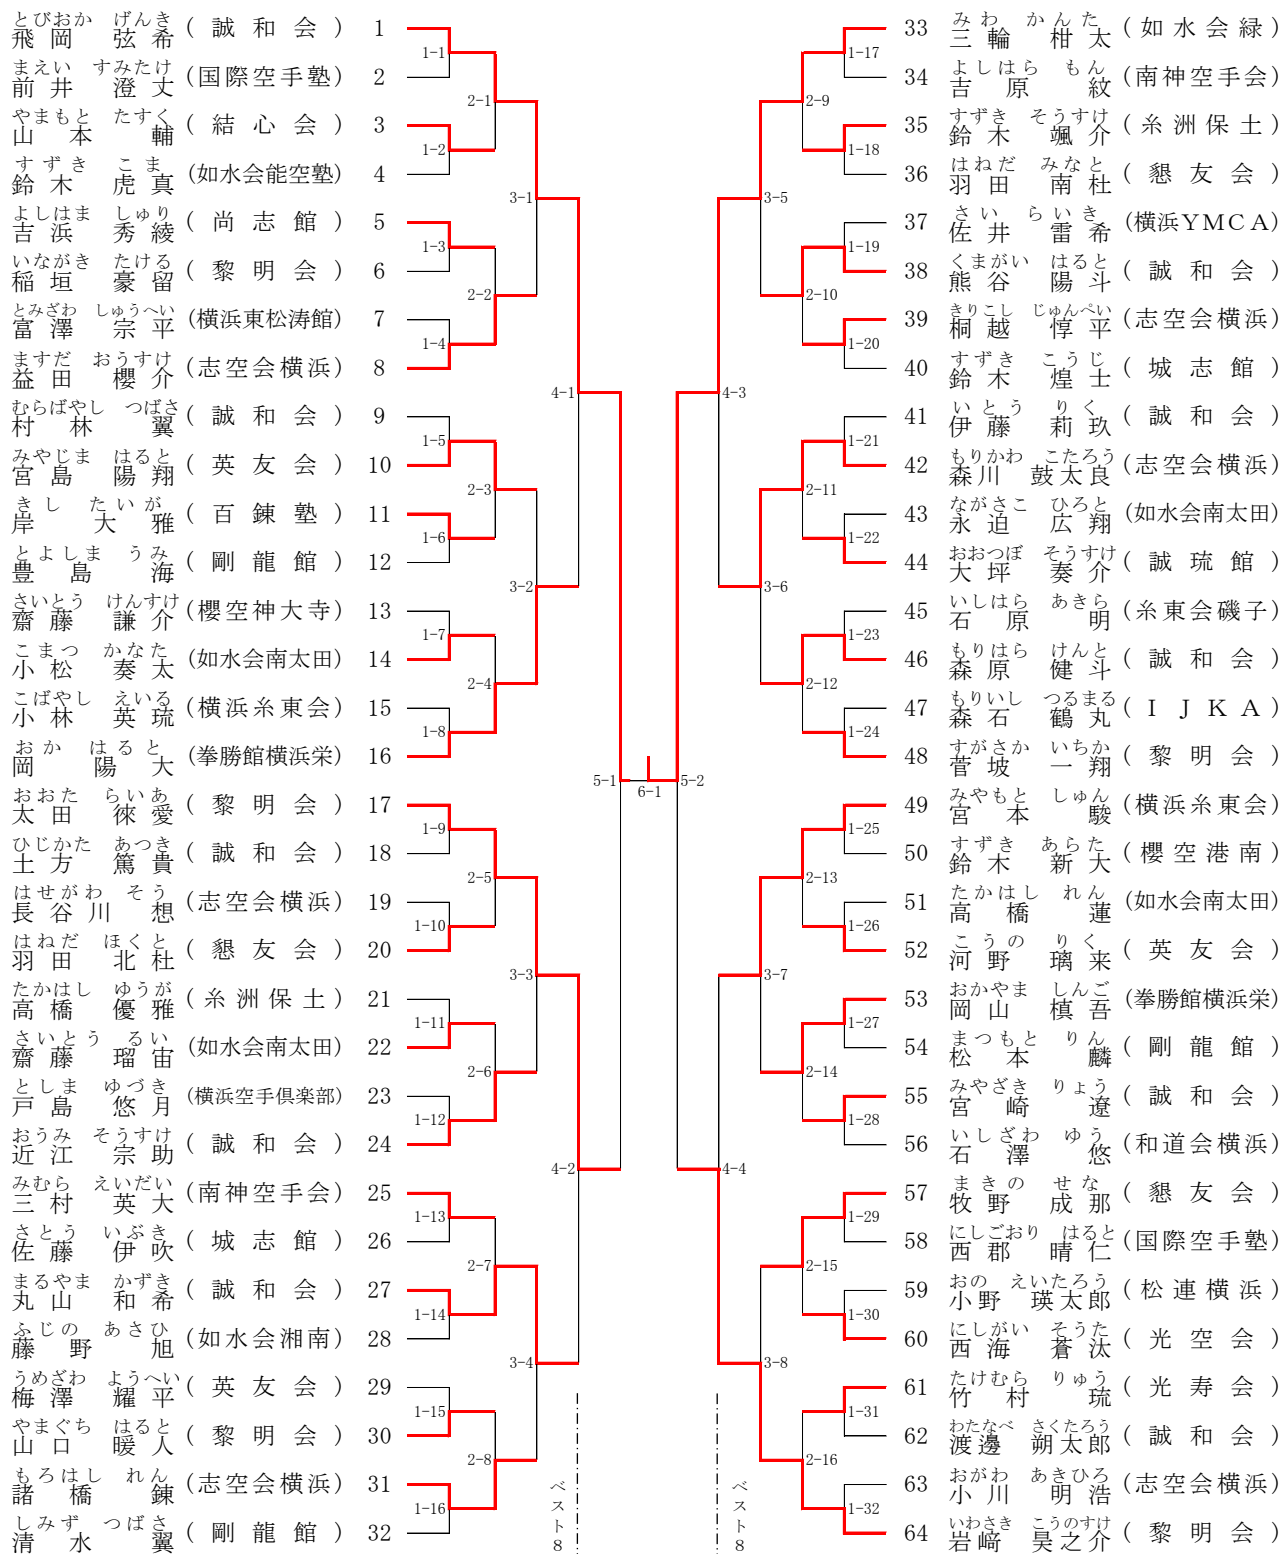 とびおか げんき
飛岡 弦希 (誠和会) 1
まえい すみたけ
前井 澄丈 (国際空手塾) 2
やまもと たすく
山本 輔 (結心会) 3
すずき こま
鈴木 虎真 (如水会能空塾) 4
よしはま しゅり
吉浜 秀綾 (尚志館) 5
いながき たける
稲垣 豪留 (黎明会) 6
とみざわ しゅうへい
富澤 宗平 (横浜東松涛館) 7
ますだ おうすけ
益田 櫻介 (志空会横浜) 8
むらばやし つばさ
村林 翼 (誠和会) 9
みやじま はると
宮島 陽翔 (英友会) 10
きし たいが
岸 大雅 (百錬塾) 11
とよしま うみ
豊島 海 (剛龍館) 12
さいとう けんすけ
齋藤 謙介 (櫻空神大寺) 13
こまつ かなた
小松 奏太 (如水会南太田) 14
こばやし えいる
小林 英琉 (横浜糸東会) 15
おか はると
岡 陽大 (拳勝館横浜栄) 16
おおた らいあ
太田 徠愛 (黎明会) 17
ひじかた あつき
土方 篤貴 (誠和会) 18
はせがわ そう
長谷川 想 (志空会横浜) 19
はねだ ほくと
羽田 北杜 (懇友会) 20
たかはし ゆうが
高橋 優雅 (糸洲保土) 21
さいとう るい
齋藤 瑠宙 (如水会南太田) 22
としま ゆづき
戸島 悠月 (横浜空手倶楽部) 23
おうみ そうすけ
近江 宗助 (誠和会) 24
みむら えいだい
三村 英大 (南神空手会) 25
さとう いぶき
佐藤 伊吹 (城志館) 26
まるやま かずき
丸山 和希 (誠和会) 27
ふじの あさひ
藤野 旭 (如水会湘南) 28
うめざわ ようへい
梅澤 耀平 (英友会) 29
やまぐち はると
山口 暖人 (黎明会) 30
もろはし れん
諸橋 錬 (志空会横浜) 31
しみず つばさ
清水 翼 (剛龍館) 32
1-1
1-2
1-3
1-4
1-5
1-6
1-7
1-8
1-9
1-10
1-11
1-12
1-13
1-14
1-15
1-16
2-1
2-2
2-3
2-4
2-5
2-6
2-7
2-8
3-1
3-2
3-3
3-4
4-1
4-2
5-1
6-1
5-2
4-3
4-4
3-5
3-6
3-7
3-8
2-9
2-10
2-11
2-12
2-13
2-14
2-15
2-16
1-17
1-18
1-19
1-20
1-21
1-22
1-23
1-24
1-25
1-26
1-27
1-28
1-29
1-30
1-31
1-32
ベスト8
ベスト8
みわ かんた
33 三輪 柑太 (如水会緑)
よしはら もん
34 吉原 紋 (南神空手会)
すずき そうすけ
35 鈴木 颯介 (糸洲保土)
はねだ みなと
36 羽田 南杜 (懇友会)
さい らいき
37 佐井 雷希 (横浜YMCA)
くまがい はると
38 熊谷 陽斗 (誠和会)
きりこし じゅんぺい
39 桐越 惇平 (志空会横浜)
すずき こうじ
40 鈴木 煌士 (城志館)
いとう りく
41 伊藤 莉玖 (誠和会)
もりかわ こたろう
42 森川 鼓太良 (志空会横浜)
ながさこ ひろと
43 永迫 広翔 (如水会南太田)
おおつぼ そうすけ
44 大坪 奏介 (誠琉館)
いしはら あきら
45 石原 明 (糸東会磯子)
もりはら けんと
46 森原 健斗 (誠和会)
もりいし つるまる
47 森石 鶴丸 (IJKA)
すがさか いちか
48 菅坡 一翔 (黎明会)
みやもと しゅん
49 宮本 駿 (横浜糸東会)
すずき あらた
50 鈴木 新大 (櫻空港南)
たかはし れん
51 高橋 蓮 (如水会南太田)
こうの りく
52 河野 璃来 (英友会)
おかやま しんご
53 岡山 槙吾 (拳勝館横浜栄)
まつもと りん
54 松本 麟 (剛龍館)
みやざき りょう
55 宮崎 遼 (誠和会)
いしざわ ゆう
56 石澤 悠 (和道会横浜)
まきの せな
57 牧野 成那 (懇友会)
にしごおり はると
58 西郡 晴仁 (国際空手塾)
おの えいたろう
59 小野 瑛太郎 (松連横浜)
にしがい そうた
60 西海 蒼汰 (光空会)
たけむら りゅう
61 竹村 琉 (光寿会)
わたなべ さくたろう
62 渡邊 朔太郎 (誠和会)
おがわ あきひろ
63 小川 明浩 (志空会横浜)
いわさき こうのすけ
64 岩﨑 昊之介 (黎明会)